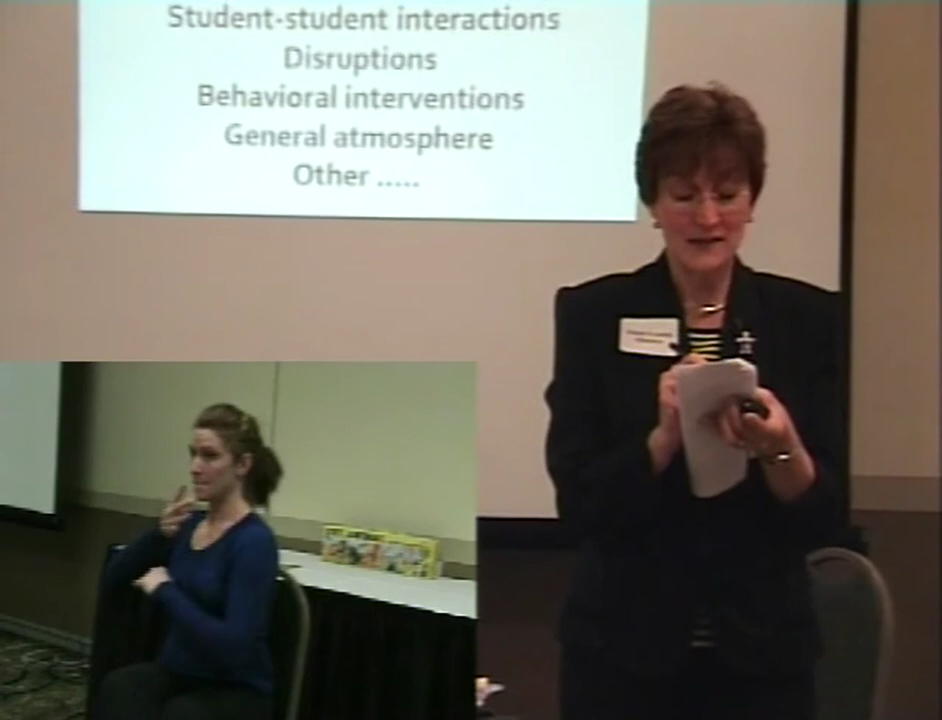 Student-student interactions
Disruptions
Behavioral interventions
General atmosphere
Other .....